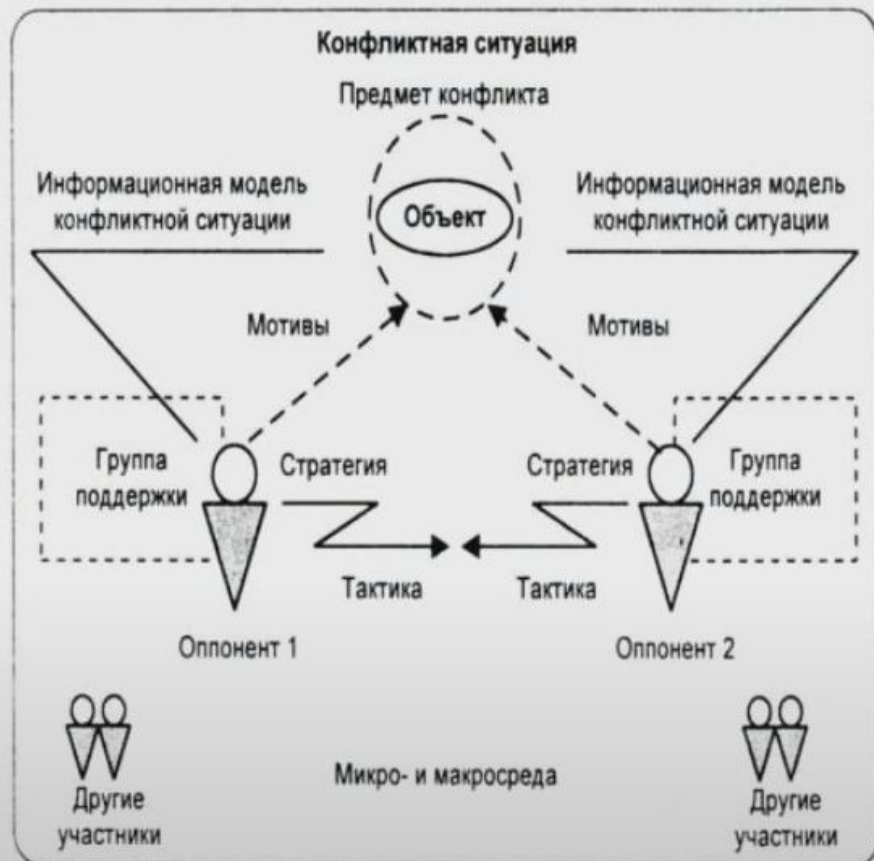 Конфликтная ситуация
Предмет конфликта
Информационная модель
конфликтной ситуации
Объект
Информационная модель
конфликтной ситуации
Мотивы
Мотивы
Группа
поддержки
Стратегия
Стратегия
Группа
поддержки
Тактика
Тактика
Оппонент 1
Оппонент 2
Микро- и макросреда
Другие
участники
Другие
участники